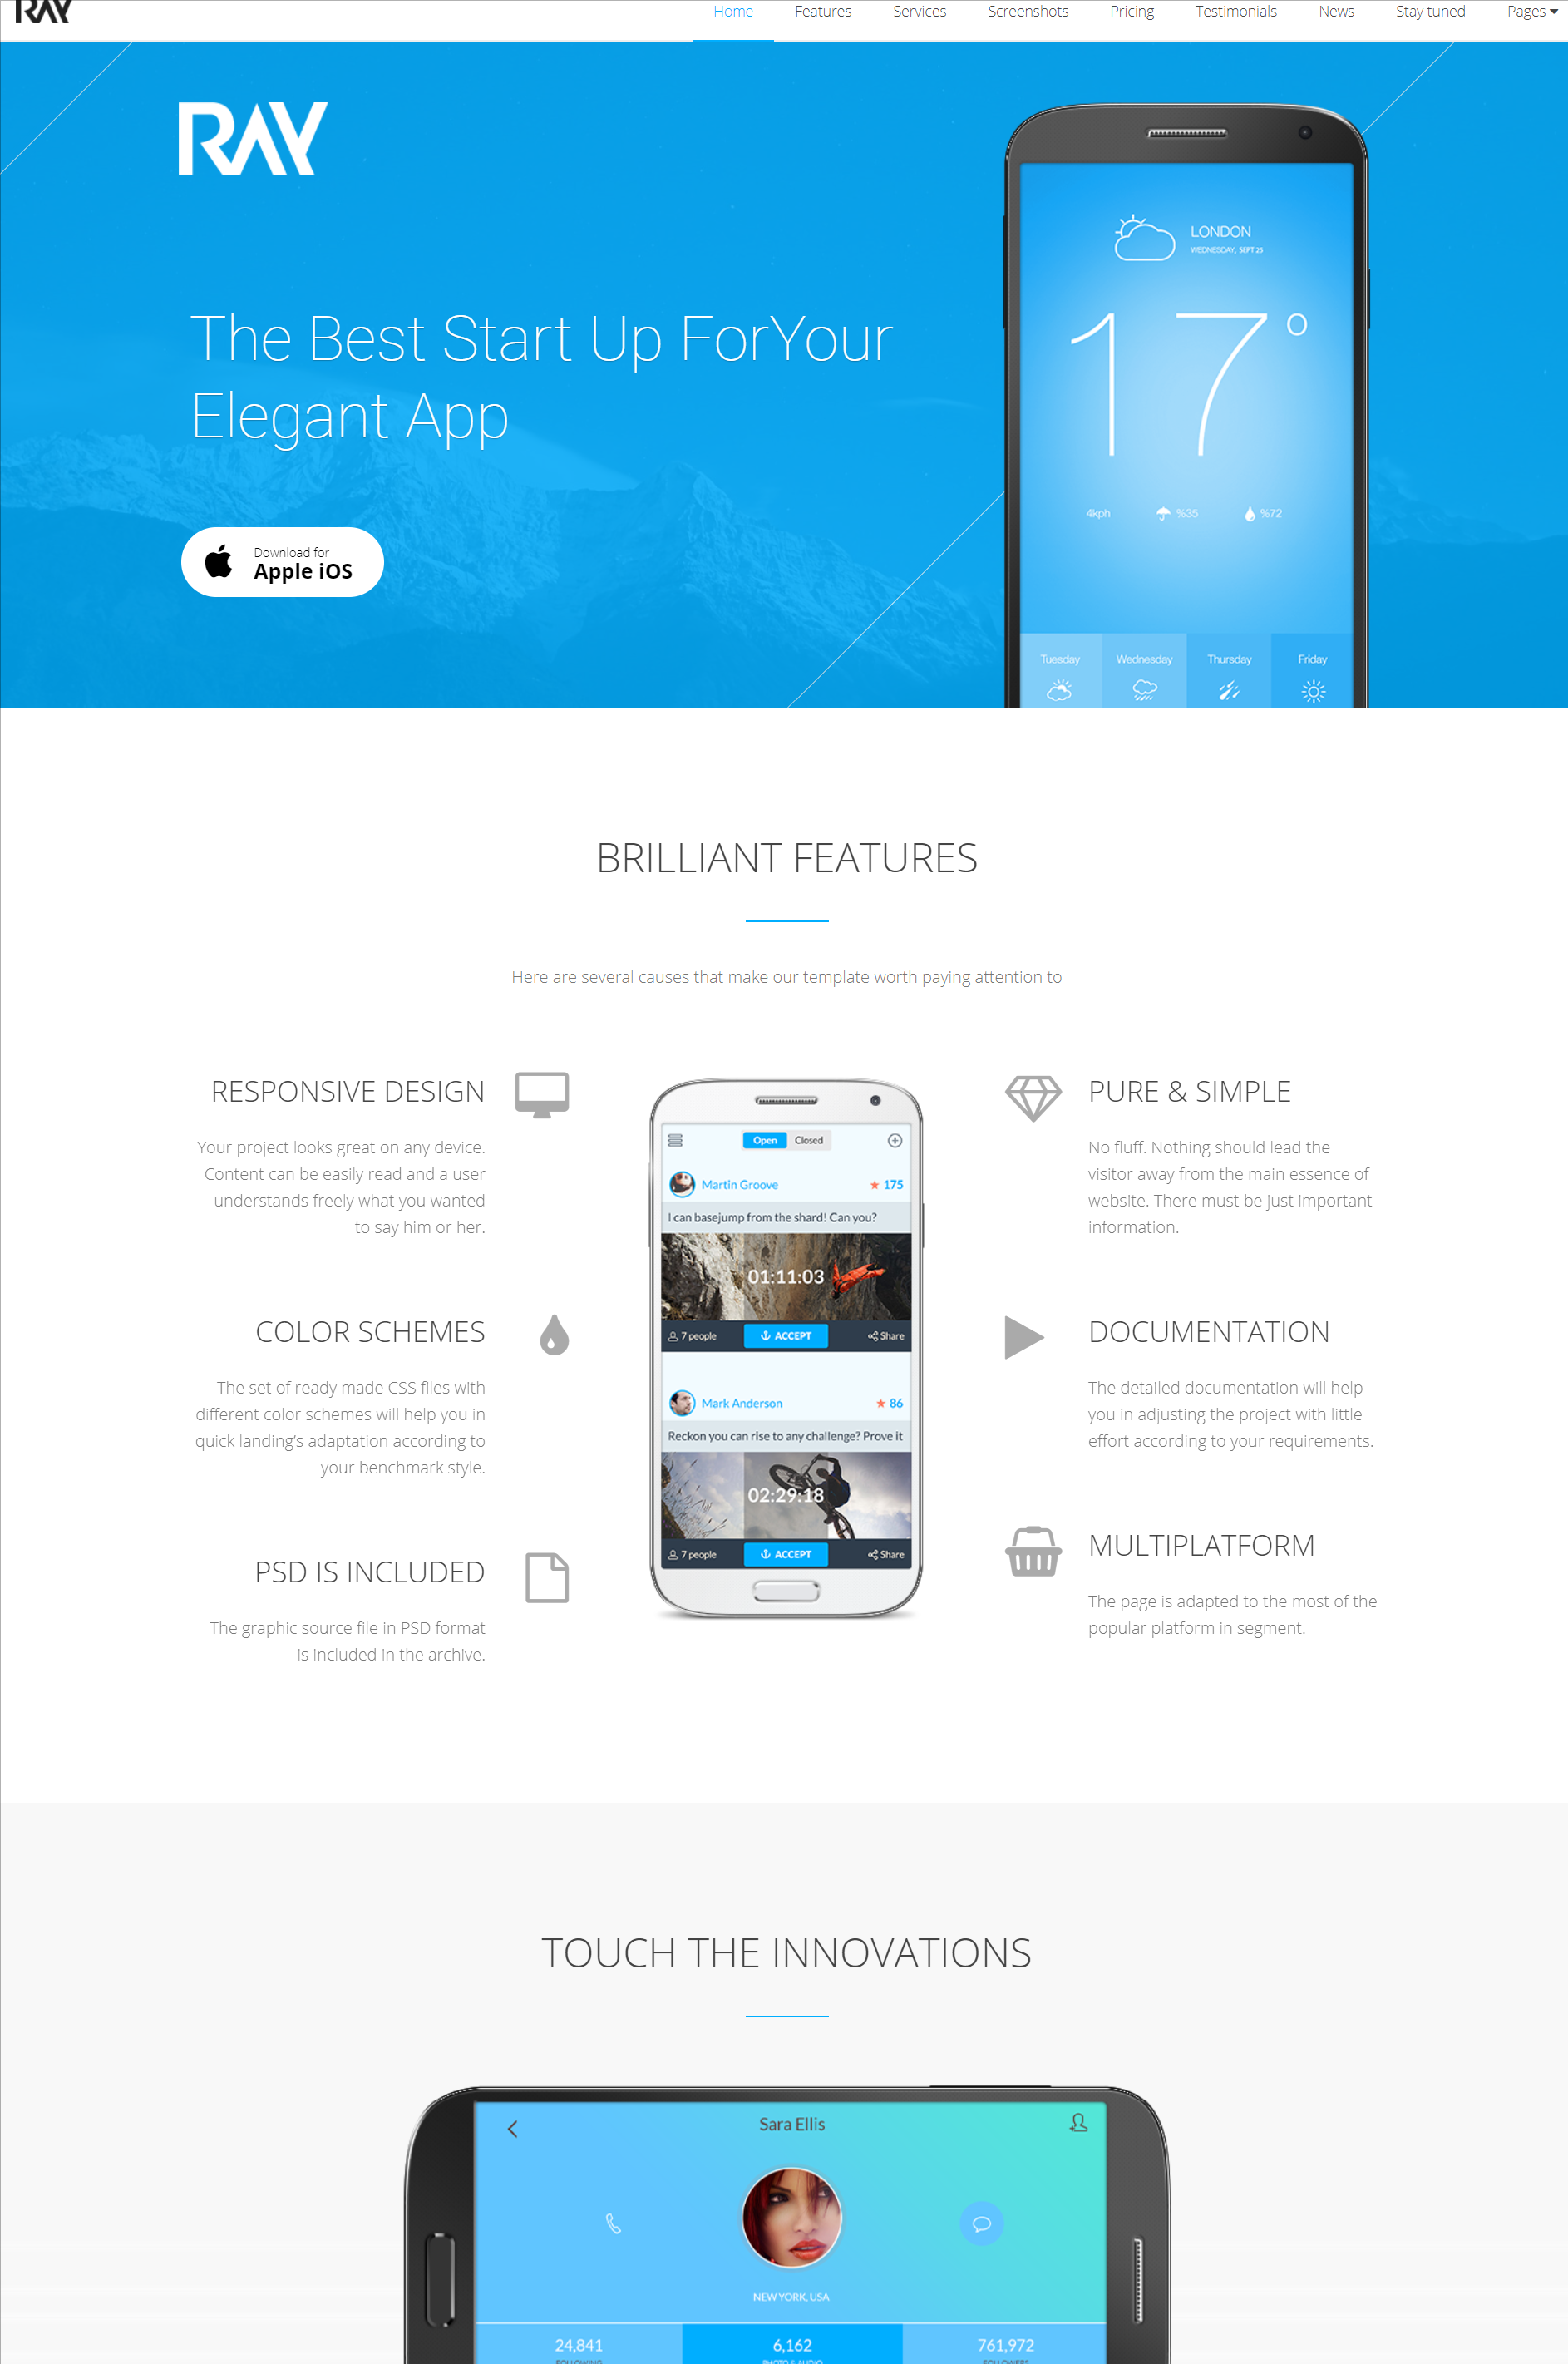 RAY
Home Features Services Screenshots Pricing Testimonials News Stay tuned Pages
RAY
The Best Start Up ForYour
Elegant App
Download for
Apple iOS
LONDON
WEDNESDAY, SEPT 25
17°
4kph %35 %72
Tuesday Wednesday Thursday Friday
BRILLIANT FEATURES
Here are several causes that make our template worth paying attention to
RESPONSIVE DESIGN
Your project looks great on any device.
Content can be easily read and a user
understands freely what you wanted
to say him or her.
COLOR SCHEMES
The set of ready made CSS files with
different color schemes will help you in
quick landing's adaptation according to
your benchmark style.
PSD IS INCLUDED
The graphic source file in PSD format
is included in the archive.
Open Closed
Martin Groove 175
I can basejump from the shard! Can you?
01:11:03
7 people ACCEPT Share
Mark Anderson 86
Reckon you can rise to any challenge? Prove it
02:29:18
7 people ACCEPT Share
PURE & SIMPLE
No fluff. Nothing should lead the
visitor away from the main essence of
website. There must be just important
information.
DOCUMENTATION
The detailed documentation will help
you in adjusting the project with little
effort according to your requirements.
MULTIPLATFORM
The page is adapted to the most of the
popular platform in segment.
TOUCH THE INNOVATIONS
Sara Ellis
NEW YORK, USA
24,841 6,162 761,972